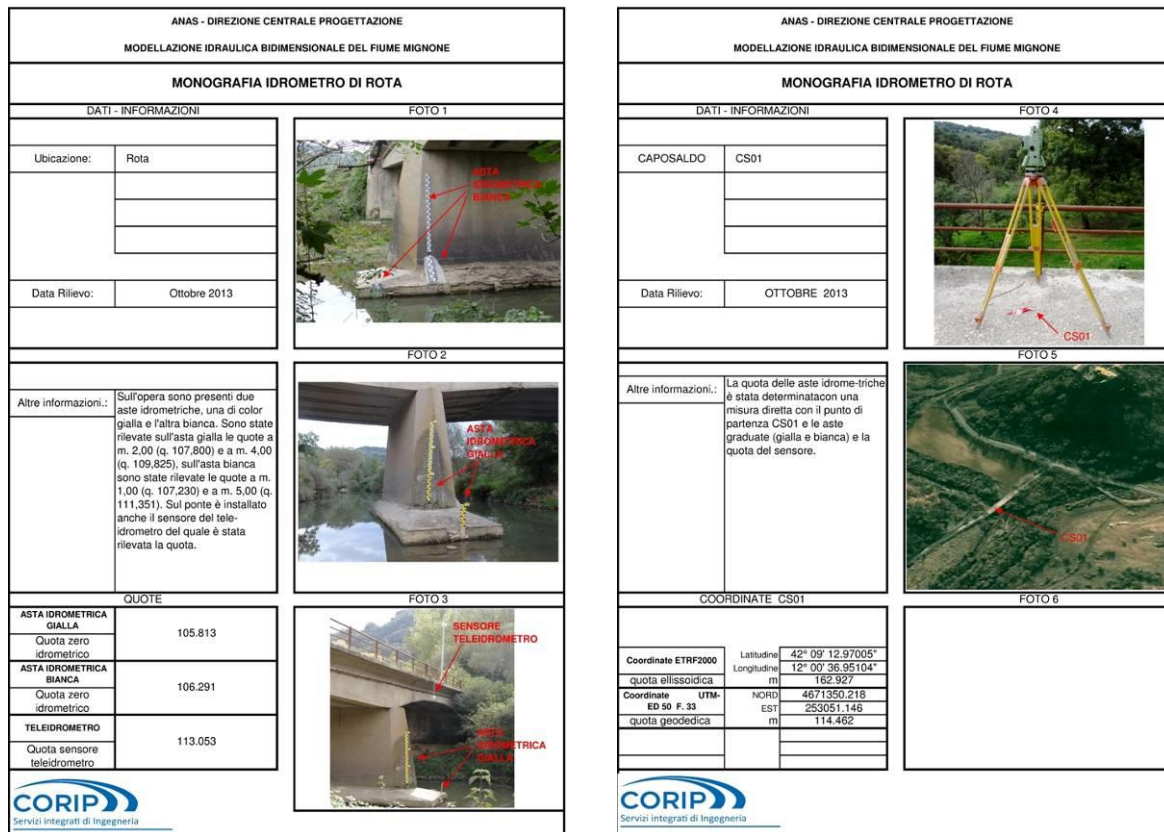 ANAS - DIREZIONE CENTRALE PROGETTAZIONE
MODELLAZIONE IDRAULICA BIDIMENSIONALE DEL FIUME MIGNONE
MONOGRAFIA IDROMETRO DI ROTA
DATI - INFORMAZIONI
FOTO 1
Ubicazione:
Rota
ASTA
IDROMETRICA
BIANCO
Data Rilievo:
Ottobre 2013
FOTO 2
Altre informazioni.:
Sull'opera sono presenti due
aste idrometriche, una di color
gialla e l'altra bianca. Sono state
rilevate sull'asta gialla le quote a
m. 2,00 (q. 107,800) e a m. 4,00
(q. 109,825), sull'asta bianca
sono state rilevate le quote a m.
1,00 (q. 107,230) e a m. 5,00 (q.
111,351). Sul ponte è installato
anche il sensore del tele-
idrometro del quale è stata
rilevata la quota.
ASTA
IDROMETRICA
GIALLA
QUOTE
FOTO 3
ASTA IDROMETRICA
GIALLA
Quota zero
idrometrico
105.813
ASTA IDROMETRICA
BIANCA
Quota zero
idrometrico
106.291
TELEIDROMETRO
Quota sensore
teleidrometro
113.053
SENSORE
TELEIDROMETRO
ASTA
IDROMETRICA
GIALLA
CORIP
Servizi integrati di Ingegneria
ANAS - DIREZIONE CENTRALE PROGETTAZIONE
MODELLAZIONE IDRAULICA BIDIMENSIONALE DEL FIUME MIGNONE
MONOGRAFIA IDROMETRO DI ROTA
DATI - INFORMAZIONI
FOTO 4
CAPOSALDO
CS01
Data Rilievo:
OTTOBRE 2013
CS01
FOTO 5
Altre informazioni.:
La quota delle aste idrome-triche
è stata determinatacon una
misura diretta con il punto di
partenza CS01 e le aste
graduate (gialla e bianca) e la
quota del sensore.
CS01
COORDINATE CS01
FOTO 6
Coordinate ETRF2000
Latitudine
42° 09' 12.97005"
Longitudine
12° 00' 36.95104"
quota ellissoidica
m
162.927
Coordinate UTM-
ED 50 F. 33
NORD
4671350.218
EST
253051.146
quota geodedica
m
114.462
CORIP
Servizi integrati di Ingegneria